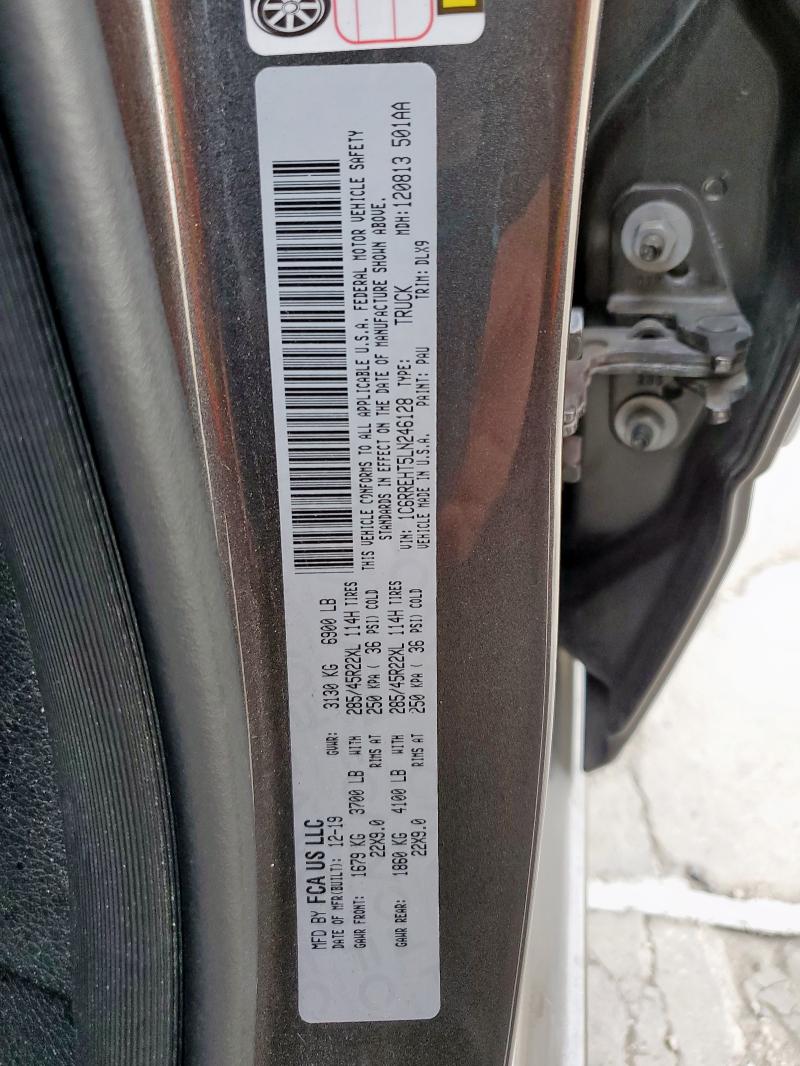 MFD BY FCA US LLC
DATE OF MFR(BUILT): 12-19 GVWR: 3130 KG 6900 LB
GAWR FRONT: 1679 KG 3700 LB WITH 285/45R22XL 114H TIRES
22X9.0 RIMS AT 250 KPA ( 36 PSI) COLD
GAWR REAR: 1860 KG 4100 LB WITH 285/45R22XL 114H TIRES
22X9.0 RIMS AT 250 KPA ( 36 PSI) COLD
THIS VEHICLE CONFORMS TO ALL APPLICABLE U.S.A. FEDERAL MOTOR VEHICLE SAFETY
STANDARDS IN EFFECT ON THE DATE OF MANUFACTURE SHOWN ABOVE.
VIN: 1C6RREHT5LN246128 TYPE: TRUCK MDH: 120813 501AA
VEHICLE MADE IN U.S.A. PAINT: PAU TRIM: DLX9